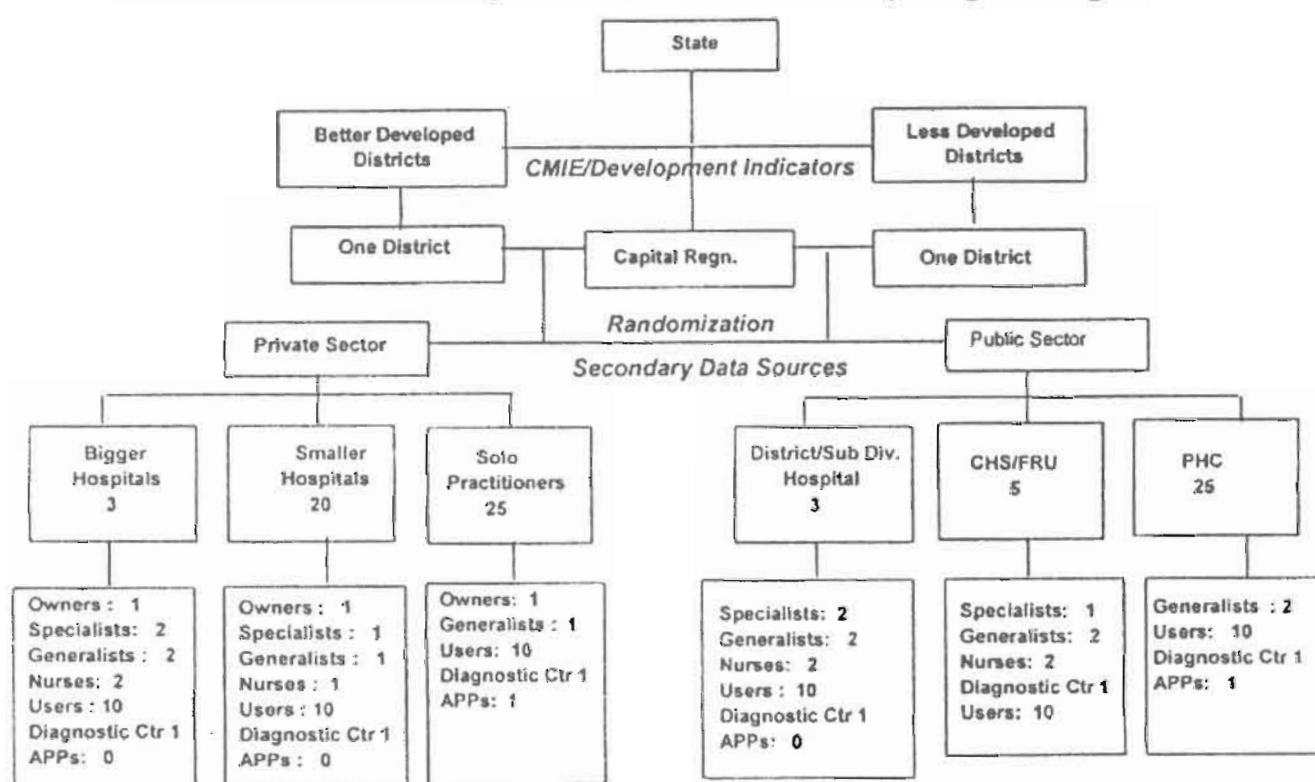 State
Better Developed
Districts
Less Developed
Districts
CMIE/Development Indicators
One District
Capital Regn.
One District
Randomization
Private Sector
Public Sector
Secondary Data Sources
Bigger
Hospitals
3
Smaller
Hospitals
20
Solo
Practitioners
25
District/Sub Div.
Hospital
3
CHS/FRU
5
PHC
25
Owners : 1
Specialists: 2
Generalists : 2
Nurses: 2
Users : 10
Diagnostic Ctr 1
APPs: 0
Owners : 1
Specialists : 1
Generalists : 1
Nurses : 1
Users : 10
Diagnostic Ctr 1
APPs : 0
Owners: 1
Generalists : 1
Users: 10
Diagnostic Ctr 1
APPs: 1
Specialists: 2
Generalists: 2
Nurses: 2
Users : 10
Diagnostic Ctr 1
APPs: 0
Specialists: 1
Generalists: 2
Nurses: 2
Diagnostic Ctr 1
Users: 10
Generalists : 2
Users: 10
Diagnostic Ctr 1
APPs: 1